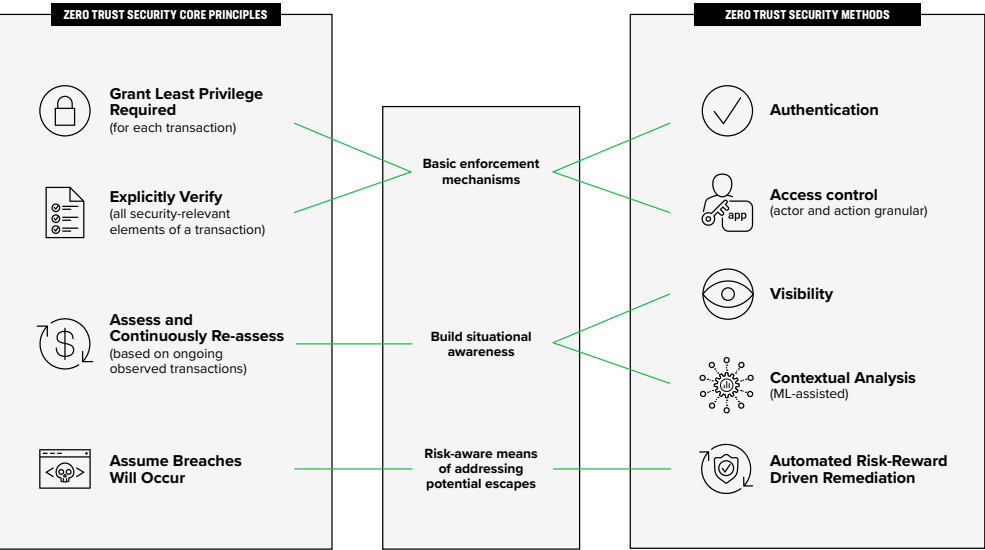 ZERO TRUST SECURITY CORE PRINCIPLES
Grant Least Privilege
Required
(for each transaction)
Explicitly Verify
(all security-relevant
elements of a transaction)
$
Assess and
Continuously Re-assess
(based on ongoing
observed transactions)
Assume Breaches
Will Occur
Basic enforcement
mechanisms
Build situational
awareness
Risk-aware means
of addressing
potential escapes
ZERO TRUST SECURITY METHODS
Authentication
app
Access control
(actor and action granular)
Visibility
Contextual Analysis
(ML-assisted)
Automated Risk-Reward
Driven Remediation